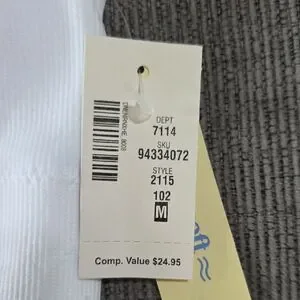 DEPT
7114
SKU
94334072
STYLE
2115
102
M
Comp. Value $24.95